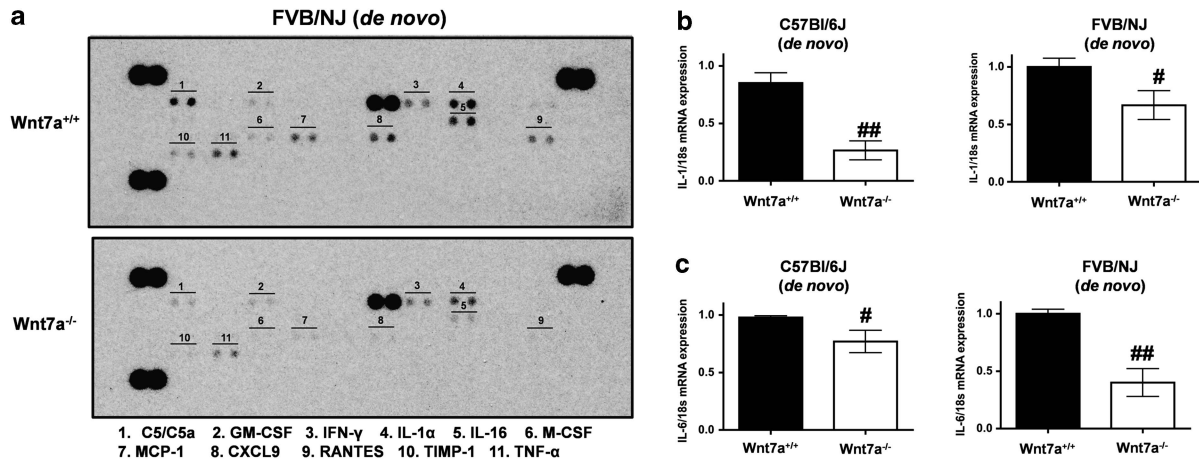 a
FVB/NJ (de novo)
Wnt7a+/+
1
2
3
4
5
6
7
8
9
10
11
Wnt7a-/-
1
2
3
4
5
6
7
8
9
10
11
1. C5/C5a 2. GM-CSF 3. IFN-γ 4. IL-1α 5. IL-16 6. M-CSF
7. MCP-1 8. CXCL9 9. RANTES 10. TIMP-1 11. TNF-α
b
C57Bl/6J
(de novo)
IL-1/18s mRNA expression
1.0
0.5
0.0
##
Wnt7a+/+ Wnt7a-/-
FVB/NJ
(de novo)
IL-1/18s mRNA expression
1.0
0.5
0.0
#
Wnt7a+/+ Wnt7a-/-
c
C57Bl/6J
(de novo)
IL-6/18s mRNA expression
1.0
0.5
0.0
#
Wnt7a+/+ Wnt7a-/-
FVB/NJ
(de novo)
IL-6/18s mRNA expression
1.0
0.5
0.0
##
Wnt7a+/+ Wnt7a-/-